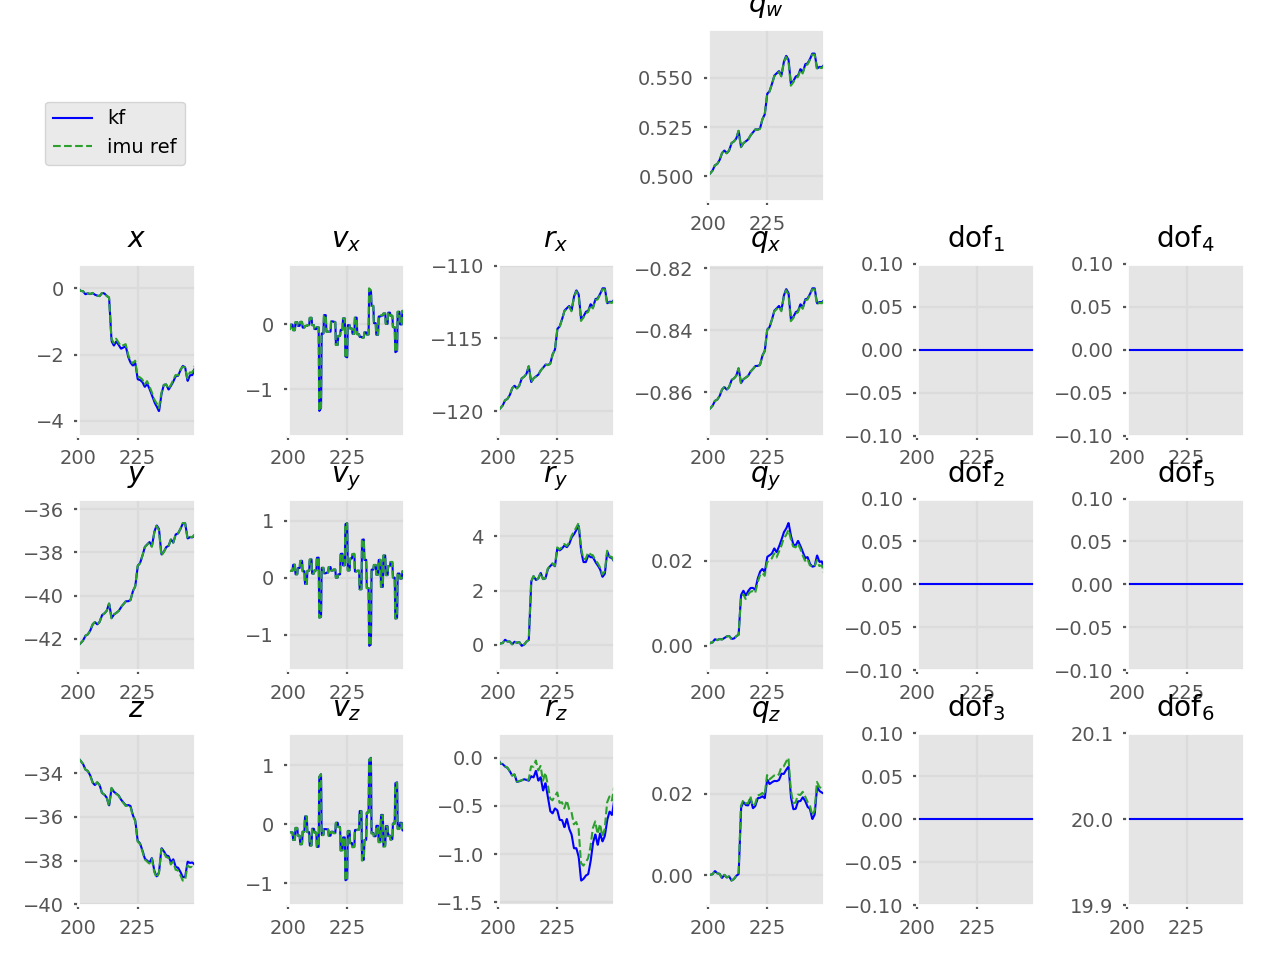 q_w
kf
imu ref
0.550
0.525
0.500
200 225
x v_x r_x q_x dof_1 dof_4
0 −2 −4
0 −1
−110 −115 −120
−0.82 −0.84 −0.86
0.10 0.05 0.00 −0.05 −0.10
0.10 0.05 0.00 −0.05 −0.10
200 225 200 225 200 225 200 225 200 225 200 225
y v_y r_y q_y dof_2 dof_5
−36 −38 −40 −42
1 0 −1
4 2 0
0.02 0.00
0.10 0.05 0.00 −0.05 −0.10
0.10 0.05 0.00 −0.05 −0.10
200 225 200 225 200 225 200 225 200 225 200 225
z v_z r_z q_z dof_3 dof_6
−34 −36 −38 −40
1 0 −1
0.0 −0.5 −1.0 −1.5
0.02 0.00
0.10 0.05 0.00 −0.05 −0.10
20.1 20.0 19.9
200 225 200 225 200 225 200 225 200 225 200 225